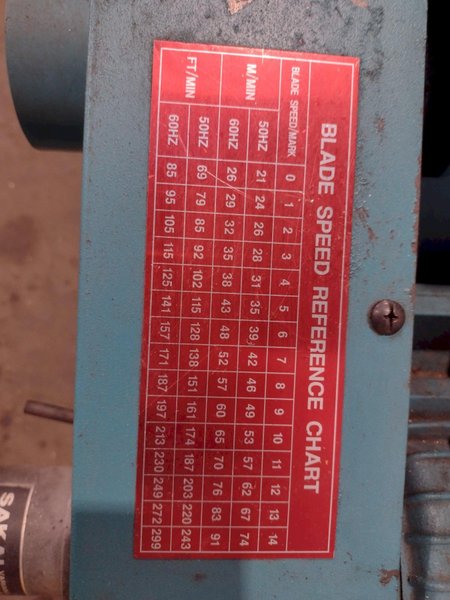 BLADE SPEED REFERENCE CHART
BLADE SPEED/MARK 0 1 2 3 4 5 6 7 8 9 10 11 12 13 14
M/MIN 50HZ 21 24 26 28 31 35 39 42 46 49 53 57 62 67 74
60HZ 26 29 32 35 38 43 48 52 57 60 65 70 76 83 91
FT/MIN 50HZ 69 79 85 92 102 115 128 138 151 161 174 187 203 220 243
60HZ 85 95 105 115 125 141 157 171 187 197 213 230 249 272 299